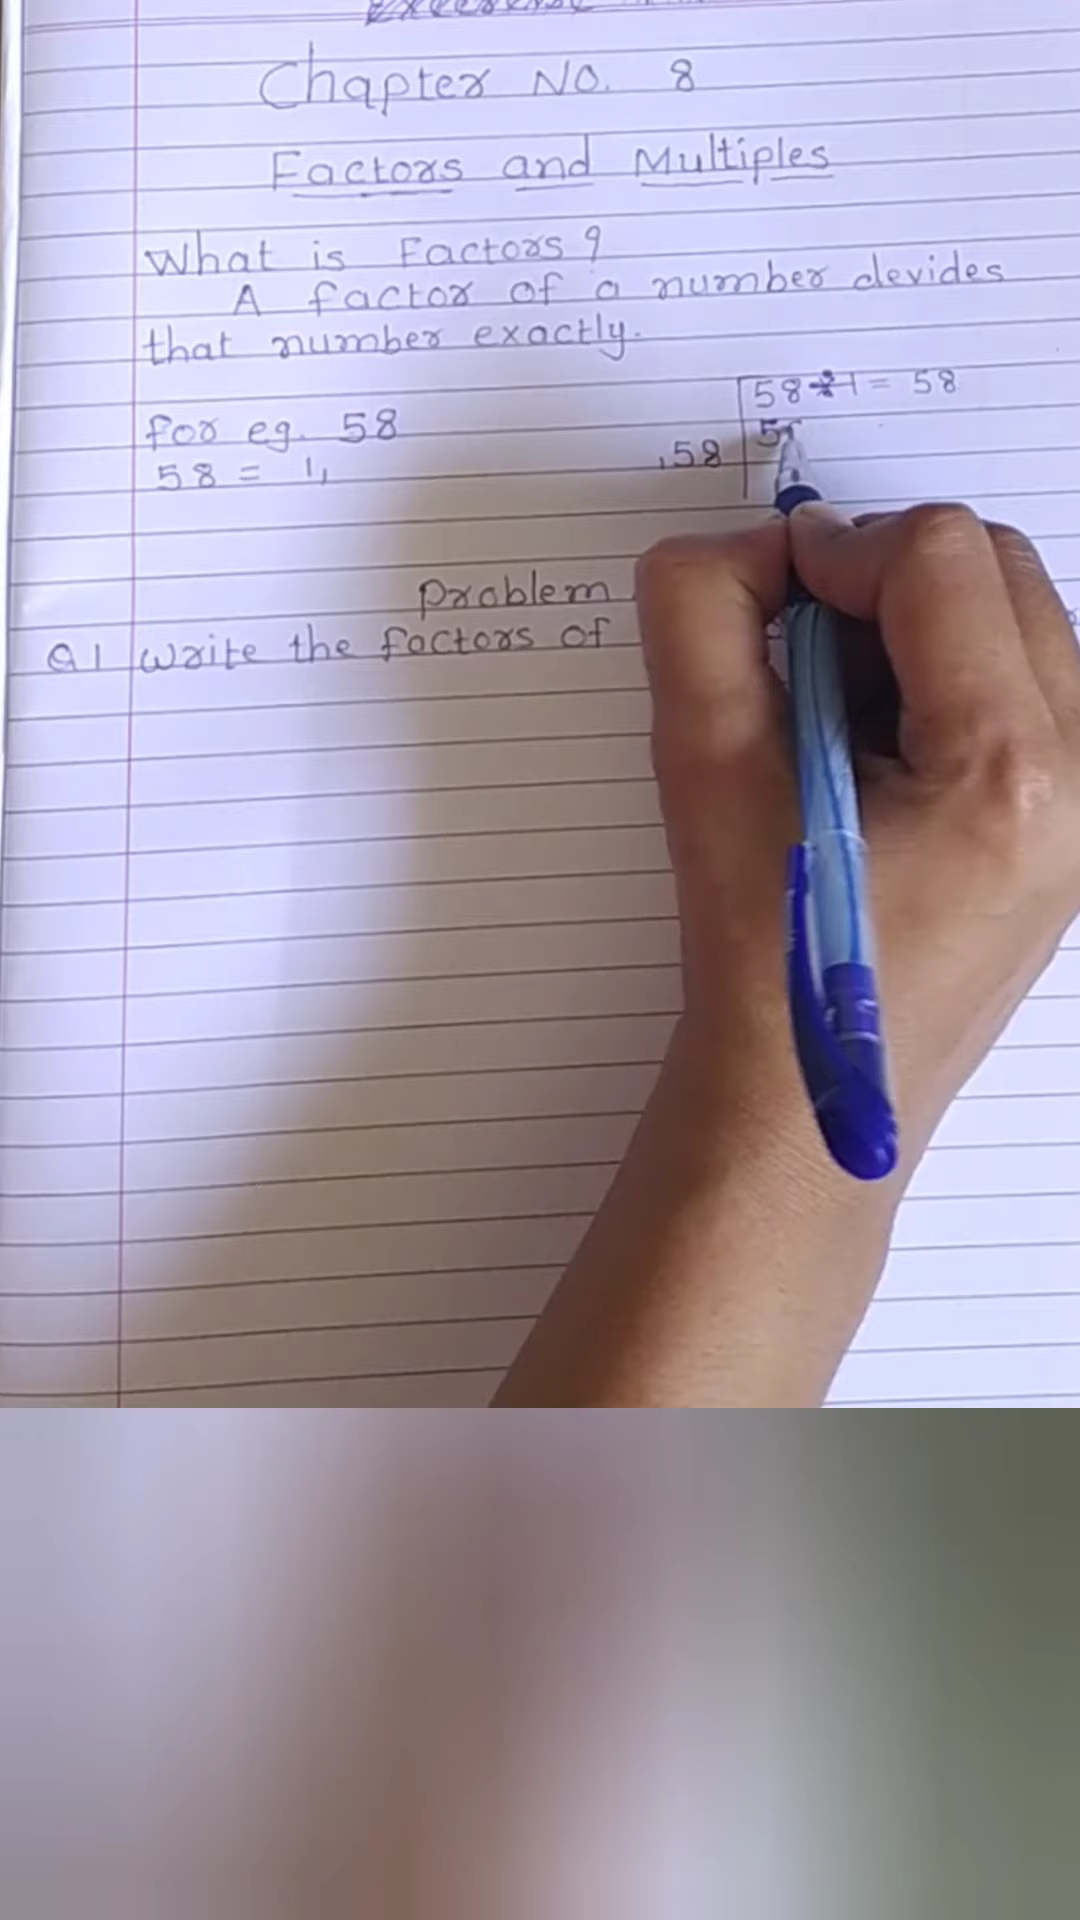 Chapter No. 8
Factors and Multiples
What is Factors?
A factor of a number devides
that number exactly.
for eg. 58
58 = 1,
58 ÷ 1 = 58
5
,58
Problem
Q1 write the factors of